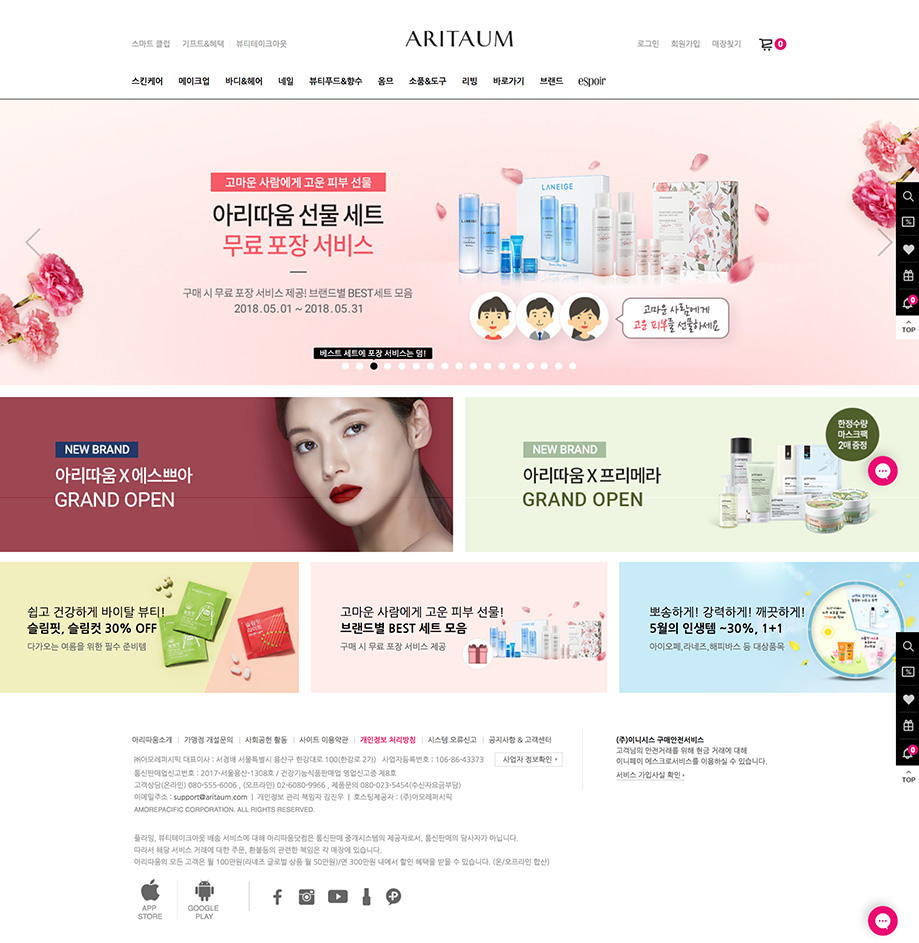 스마트 클럽 기프트&혜택 뷰티테이크아웃
ARITAUM
로그인 회원가입 매장찾기 0
스킨케어 메이크업 바디&헤어 네일 뷰티푸드&향수 옴므 소품&도구 리빙 바로가기 브랜드 eSpoir
고마운 사람에게 고운 피부 선물
아리따움 선물 세트
무료 포장 서비스
구매 시 무료 포장 서비스 제공! 브랜드별 BEST세트 모음
2018.05.01 ~ 2018.05.31
LANEIGE
고마운 사람에게
고운 피부를 선물하세요
베스트 세트에 포장 서비스는 덤!
0
TOP
NEW BRAND
아리따움 X 에스쁘아
GRAND OPEN
NEW BRAND
아리따움 X 프리메라
GRAND OPEN
한정수량
마스크팩
2매 증정
쉽고 건강하게 바이탈 뷰티!
슬림핏, 슬림컷 30% OFF
다가오는 여름을 위한 필수 준비템
고마운 사람에게 고운 피부 선물!
브랜드별 BEST 세트 모음
구매 시 무료 포장 서비스 제공
뽀송하게! 강력하게! 깨끗하게!
5월의 인생템 ~30%, 1+1
아이오페,라네즈,해피바스 등 대상품목
0
TOP
아리따움소개 가맹점 개설문의 사회공헌 활동 사이트 이용약관 개인정보 처리방침 시스템 오류신고 공지사항 & 고객센터
㈜아모레퍼시픽 대표이사 : 서경배 서울특별시 용산구 한강대로 100(한강로 2가) 사업자등록번호 : 106-86-43373 사업자 정보확인 ›
통신판매업신고번호 : 2017-서울용산-1308호 / 건강기능식품판매업 영업신고증 제8호
고객상담(온라인) 080-555-6006 , (오프라인) 02-6080-9966 , 제품문의 080-023-5454(수신자요금부담)
이메일주소 : support@aritaum.com | 개인정보 관리 책임자 김진우 | 호스팅제공자 : (주)아모레퍼시픽
AMOREPACIFIC CORPORATION. ALL RIGHTS RESERVED.
(주)이니시스 구매안전서비스
고객님의 안전거래를 위해 현금 거래에 대해
이니페이 에스크로서비스를 이용하실 수 있습니다.
서비스 가입사실 확인 ›
플라밍, 뷰티테이크아웃 배송 서비스에 대해 아리따움닷컴은 통신판매 중개시스템의 제공자로서, 통신판매의 당사자가 아닙니다.
따라서 해당 서비스 거래에 대한 주문, 환불등의 관련한 책임은 각 매장에 있습니다.
아리따움의 모든 고객은 월 100만원(라네즈 글로벌 상품 월 50만원)/연 300만원 내에서 할인 혜택을 받을 수 있습니다. (온/오프라인 합산)
APP
STORE
GOOGLE
PLAY